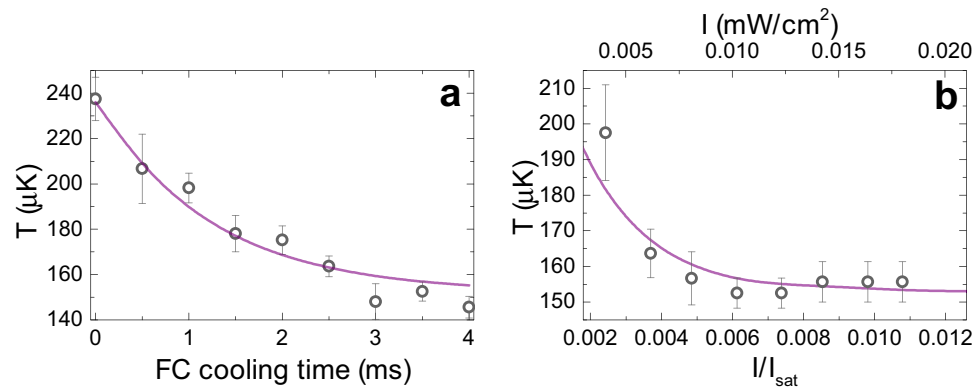 I (mW/cm²)
0.005 0.010 0.015 0.020
a
b
240
220
200
180
160
140
T (μK)
0 1 2 3 4
FC cooling time (ms)
210
200
190
180
170
160
150
T (μK)
0.002 0.004 0.006 0.008 0.010 0.012
I/Isat